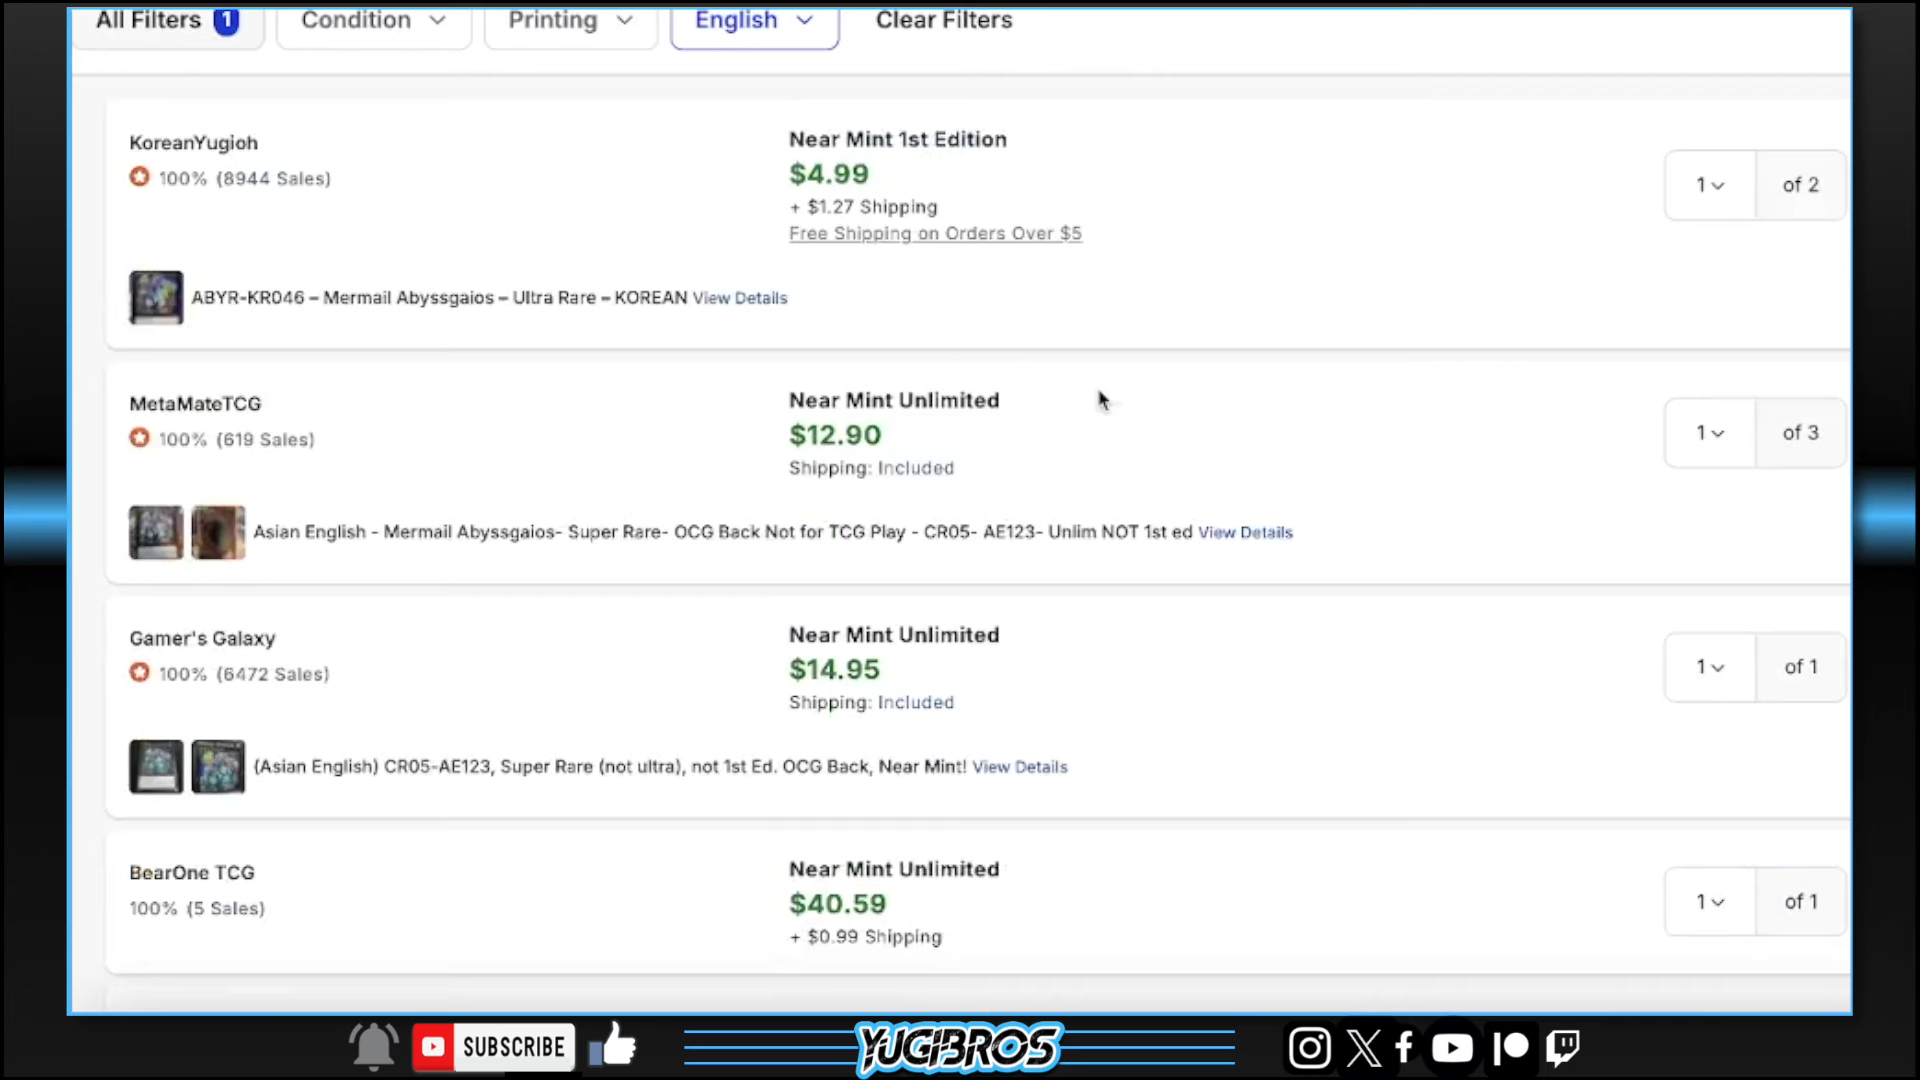 All Filters 1 Condition Printing English Clear Filters
KoreanYugioh
100% (8944 Sales)
Near Mint 1st Edition
$4.99
+ $1.27 Shipping
Free Shipping on Orders Over $5
1 of 2
ABYR-KR046 – Mermail Abyssgaios – Ultra Rare – KOREAN View Details
MetaMateTCG
100% (619 Sales)
Near Mint Unlimited
$12.90
Shipping: Included
1 of 3
Asian English - Mermail Abyssgaios- Super Rare- OCG Back Not for TCG Play - CR05- AE123- Unlim NOT 1st ed View Details
Gamer's Galaxy
100% (6472 Sales)
Near Mint Unlimited
$14.95
Shipping: Included
1 of 1
(Asian English) CR05-AE123, Super Rare (not ultra), not 1st Ed. OCG Back, Near Mint! View Details
BearOne TCG
100% (5 Sales)
Near Mint Unlimited
$40.59
+ $0.99 Shipping
1 of 1
SUBSCRIBE YUGIBROS